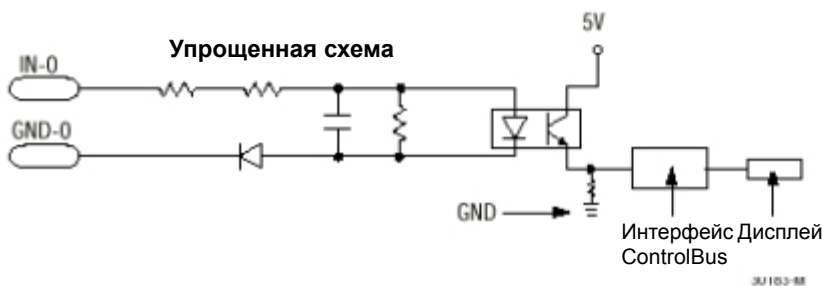 5V
Упрощенная схема
IN-0
GND-0
GND
Интерфейс Дисплей
ControlBus